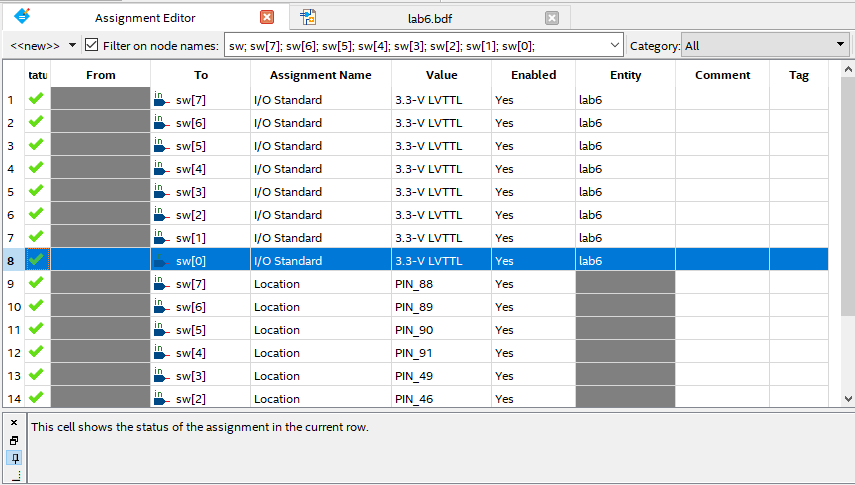 Assignment Editor lab6.bdf
<<new>> Filter on node names: sw; sw[7]; sw[6]; sw[5]; sw[4]; sw[3]; sw[2]; sw[1]; sw[0]; Category: All
tatu From To Assignment Name Value Enabled Entity Comment Tag
1 in sw[7] I/O Standard 3.3-V LVTTL Yes lab6
2 in sw[6] I/O Standard 3.3-V LVTTL Yes lab6
3 in sw[5] I/O Standard 3.3-V LVTTL Yes lab6
4 in sw[4] I/O Standard 3.3-V LVTTL Yes lab6
5 in sw[3] I/O Standard 3.3-V LVTTL Yes lab6
6 in sw[2] I/O Standard 3.3-V LVTTL Yes lab6
7 in sw[1] I/O Standard 3.3-V LVTTL Yes lab6
8 in sw[0] I/O Standard 3.3-V LVTTL Yes lab6
9 in sw[7] Location PIN_88 Yes
10 in sw[6] Location PIN_89 Yes
11 in sw[5] Location PIN_90 Yes
12 in sw[4] Location PIN_91 Yes
13 in sw[3] Location PIN_49 Yes
14 in sw[2] Location PIN_46 Yes
This cell shows the status of the assignment in the current row.